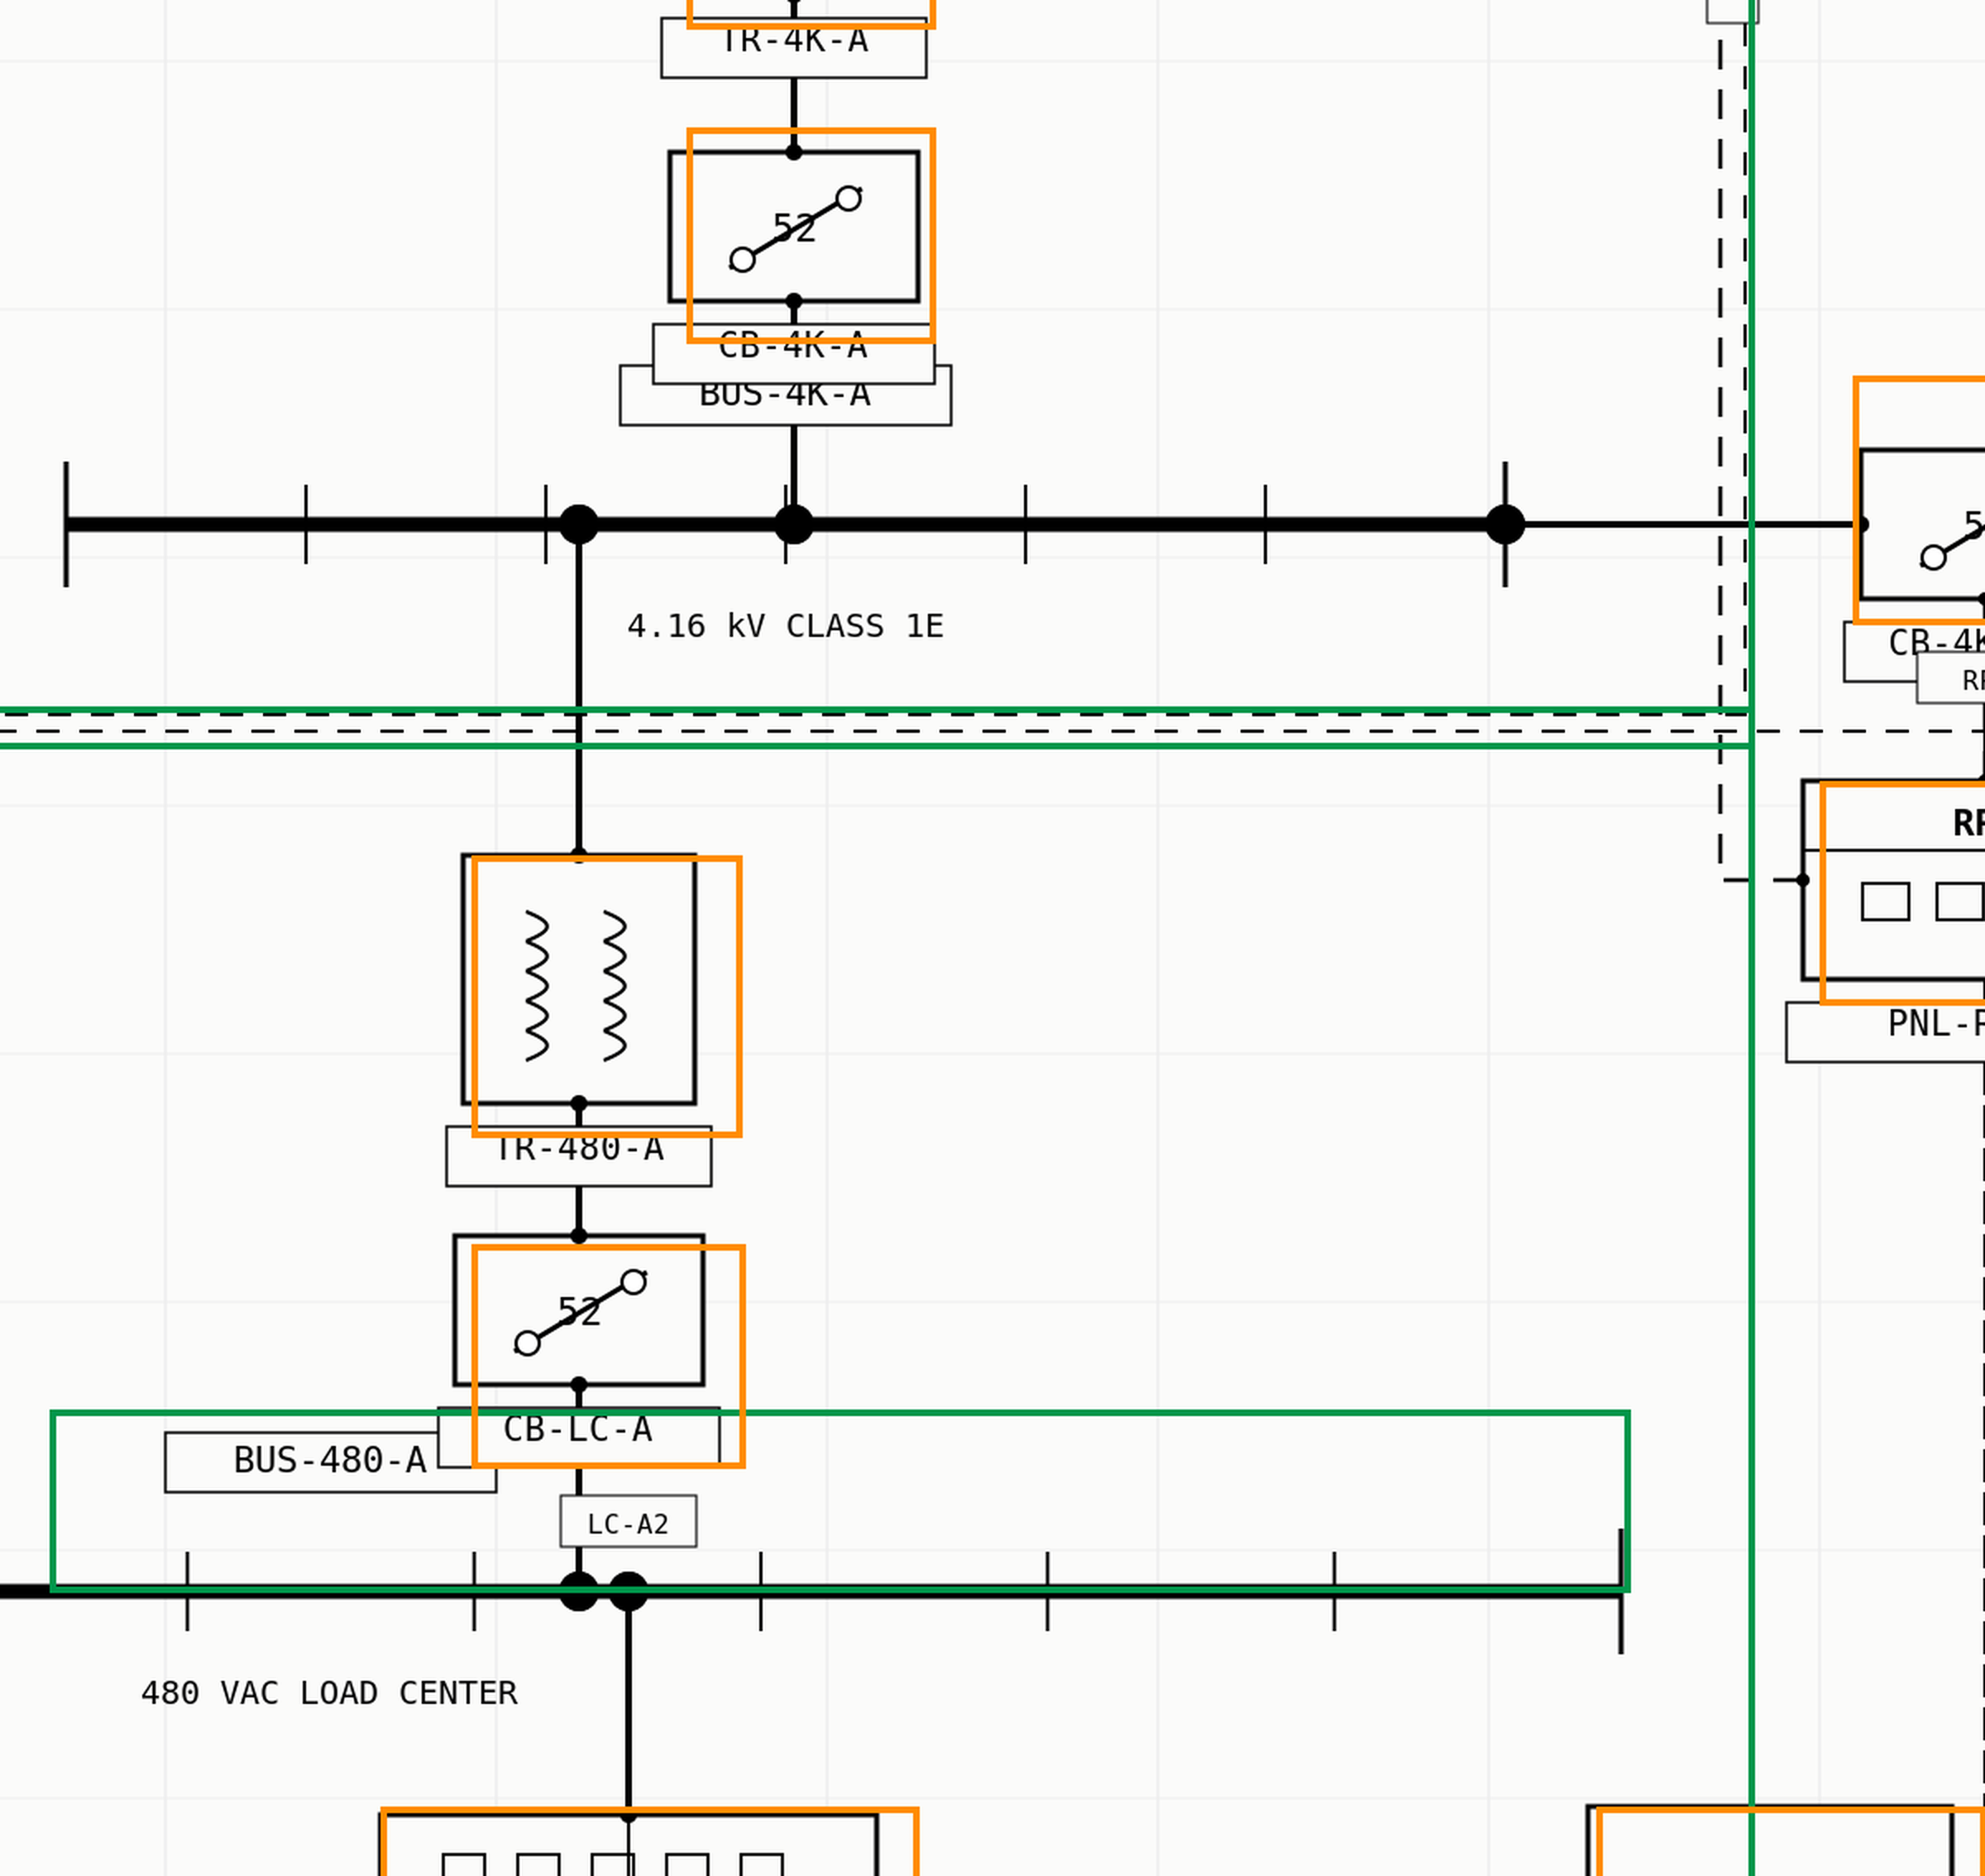 TR-4K-A
52
CB-4K-A
BUS-4K-A
4.16 kV CLASS 1E
CB-4K
TR-480-A
52
CB-LC-A
BUS-480-A
LC-A2
480 VAC LOAD CENTER